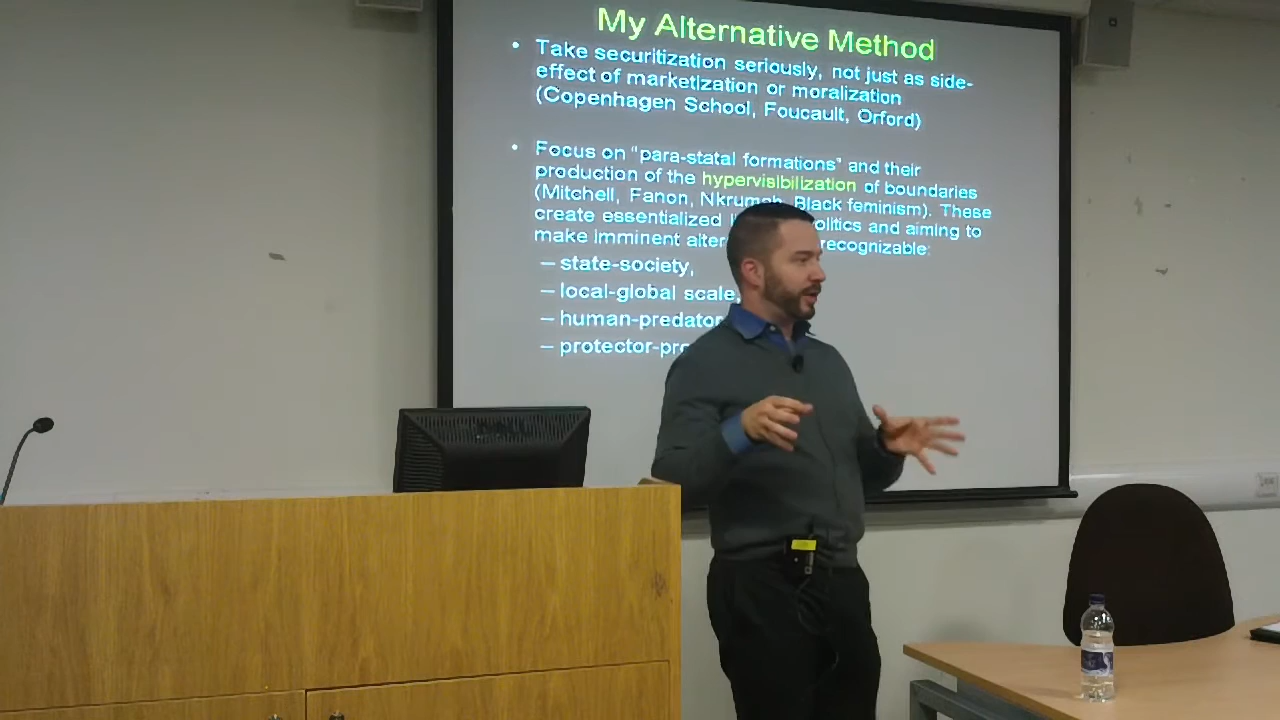 My Alternative Method
• Take securitization seriously, not just as side-
effect of marketization or moralization
(Copenhagen School, Foucault, Orford)
• Focus on "para-statal formations" and their
production of the hypervisibilization of boundaries
(Mitchell, Fanon, Nkrumah, Black feminism). These
create essentialized and aiming to
make imminent recognizable:
– state-society,
– local-global scale,
– human-predator
– protector-
DELL